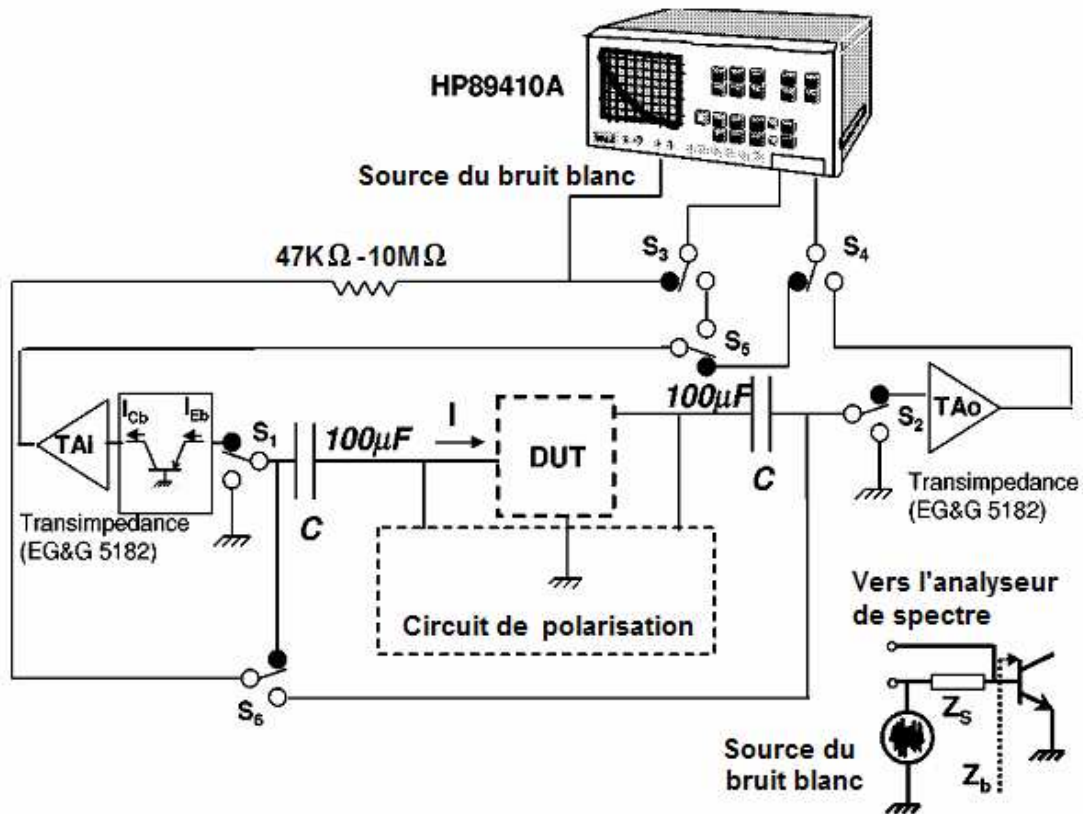 HP89410A
Source du bruit blanc
47KΩ -10MΩ
S3
S4
S5
100µF
ICb
IEb
TAi
S1
100µF
I
DUT
C
C
S2
TAo
Transimpedance
(EG&G 5182)
Transimpedance
(EG&G 5182)
Circuit de polarisation
S6
Vers l'analyseur
de spectre
ZS
Source du
bruit blanc
Zb